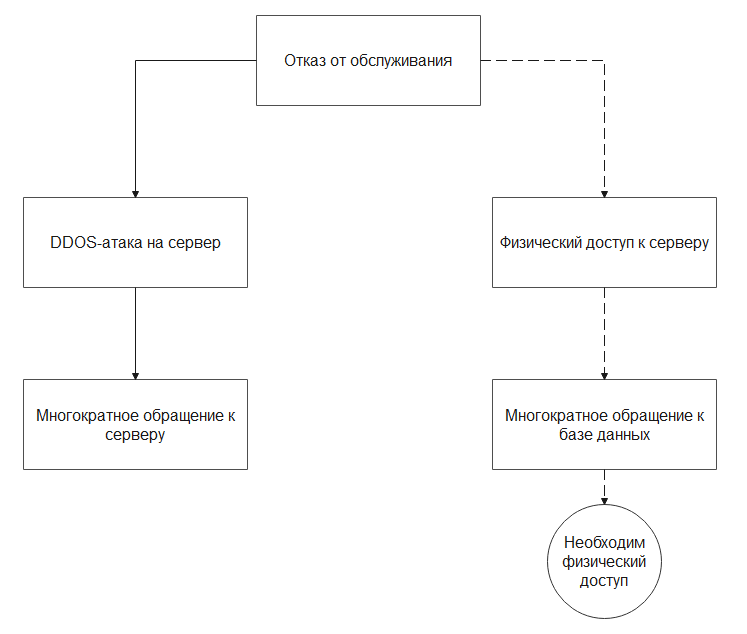 Отказ от обслуживания
DDOS-атака на сервер
Физический доступ к серверу
Многократное обращение к
серверу
Многократное обращение к
базе данных
Необходим
физический
доступ